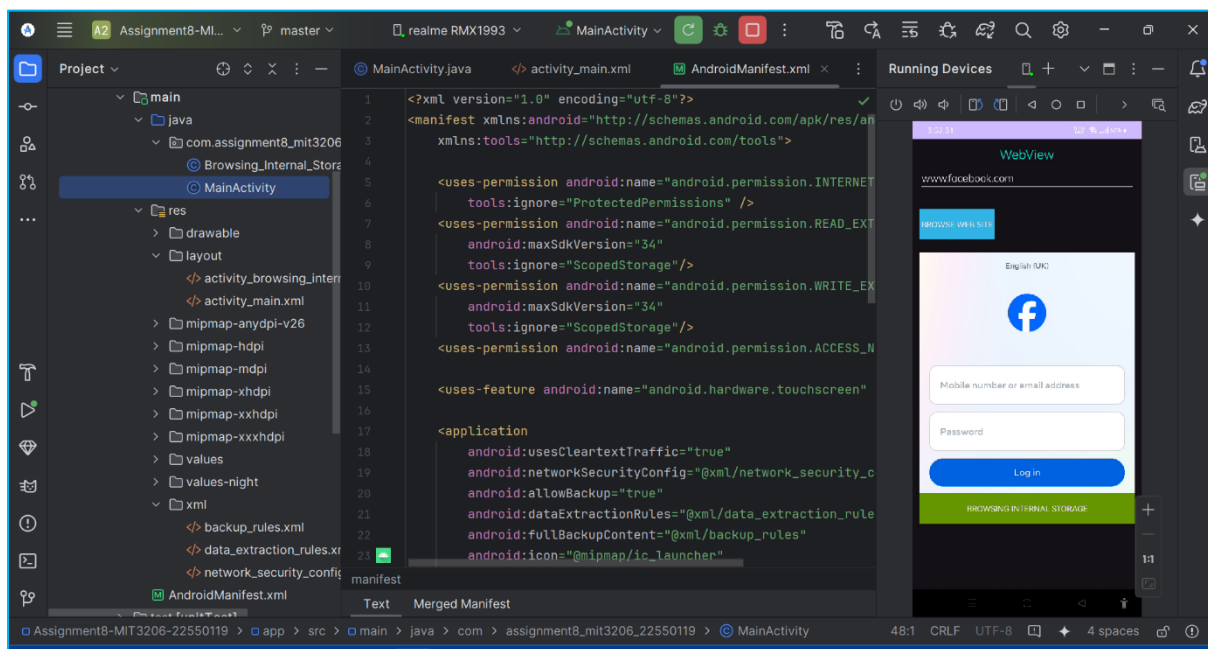 A2 Assignment8-MI... master realme RMX1993 MainActivity
Project
main
java
com.assignment8_mit3206
Browsing_Internal_Stora
MainActivity
res
drawable
layout
activity_browsing_inter
activity_main.xml
mipmap-anydpi-v26
mipmap-hdpi
mipmap-mdpi
mipmap-xhdpi
mipmap-xxhdpi
mipmap-xxxhdpi
values
values-night
xml
backup_rules.xml
data_extraction_rules.xr
network_security_config
AndroidManifest.xml
MainActivity.java activity_main.xml AndroidManifest.xml
1 <?xml version="1.0" encoding="utf-8"?>
2 <manifest xmlns:android="http://schemas.android.com/apk/res/an
3 xmlns:tools="http://schemas.android.com/tools">
4
5 <uses-permission android:name="android.permission.INTERNET
6 tools:ignore="ProtectedPermissions" />
7 <uses-permission android:name="android.permission.READ_EXT
8 android:maxSdkVersion="34"
9 tools:ignore="ScopedStorage"/>
10 <uses-permission android:name="android.permission.WRITE_EX
11 android:maxSdkVersion="34"
12 tools:ignore="ScopedStorage"/>
13 <uses-permission android:name="android.permission.ACCESS_N
14
15 <uses-feature android:name="android.hardware.touchscreen"
16
17 <application
18 android:usesCleartextTraffic="true"
19 android:networkSecurityConfig="@xml/network_security_c
20 android:allowBackup="true"
21 android:dataExtractionRules="@xml/data_extraction_rule
22 android:fullBackupContent="@xml/backup_rules"
23 android:icon="@mipmap/ic_launcher"
manifest
Text Merged Manifest
Running Devices
WebView
www.facebook.com
BROWSE WEB SITE
English (UK)
Mobile number or email address
Password
Log in
BROWSING INTERNAL STORAGE
1:1
Assignment8-MIT3206-22550119 > app > src > main > java > com > assignment8_mit3206_22550119 > MainActivity 48:1 CRLF UTF-8 4 spaces